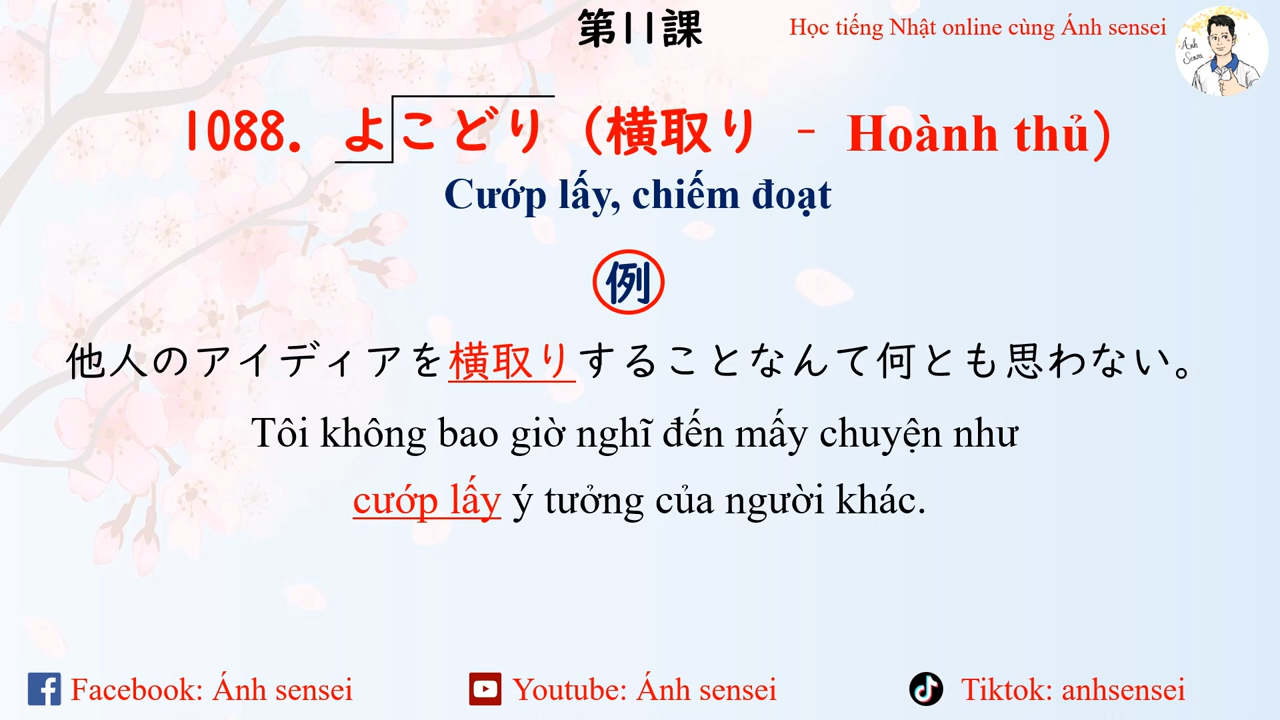 第11課
Học tiếng Nhật online cùng Ánh sensei
Ánh Sensei
1088. よこどり (横取り - Hoành thủ)
Cướp lấy, chiếm đoạt
例
他人のアイディアを横取りすることなんて何とも思わない。
Tôi không bao giờ nghĩ đến mấy chuyện như
cướp lấy ý tưởng của người khác.
Facebook: Ánh sensei
Youtube: Ánh sensei
Tiktok: anhsensei